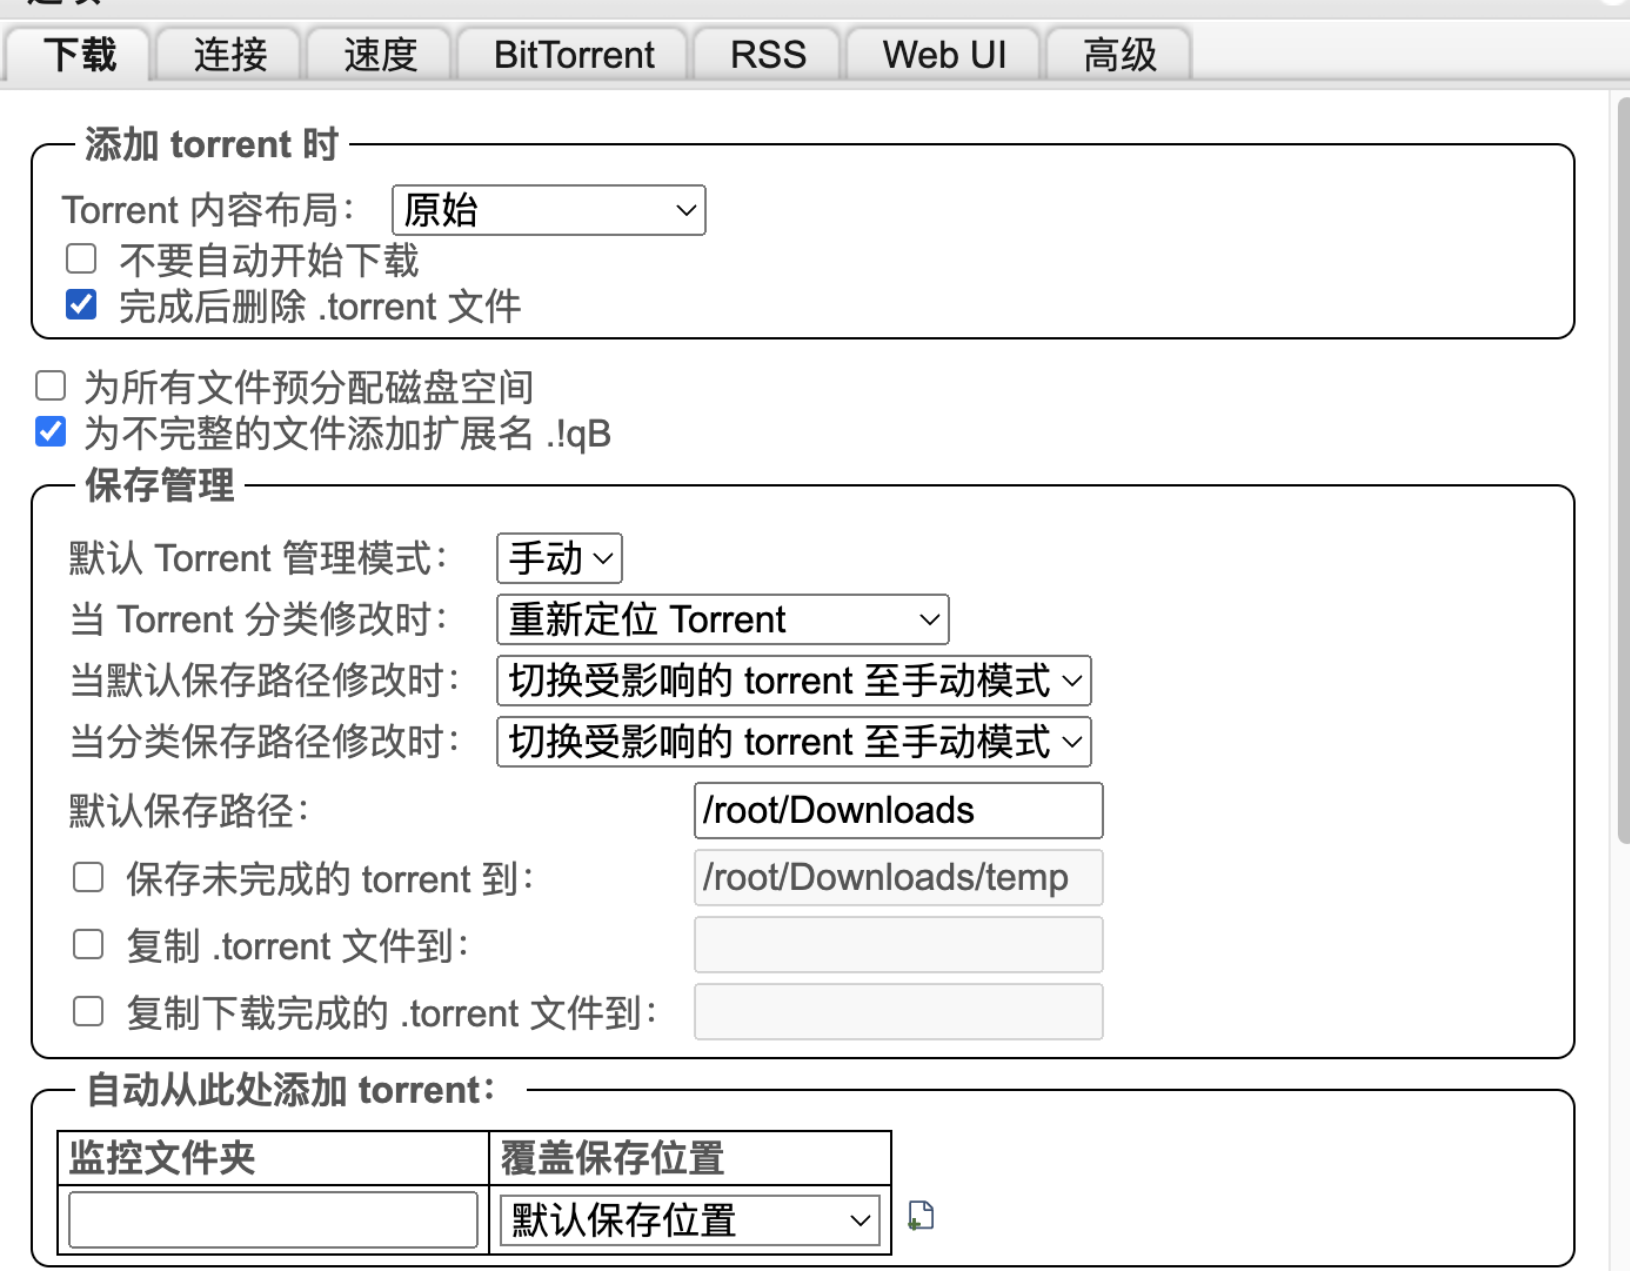 下载 连接 速度 BitTorrent RSS Web UI 高级
添加 torrent 时
Torrent 内容布局： 原始
不要自动开始下载
完成后删除 .torrent 文件
为所有文件预分配磁盘空间
为不完整的文件添加扩展名 .!qB
保存管理
默认 Torrent 管理模式： 手动
当 Torrent 分类修改时： 重新定位 Torrent
当默认保存路径修改时： 切换受影响的 torrent 至手动模式
当分类保存路径修改时： 切换受影响的 torrent 至手动模式
默认保存路径： /root/Downloads
保存未完成的 torrent 到： /root/Downloads/temp
复制 .torrent 文件到：
复制下载完成的 .torrent 文件到：
自动从此处添加 torrent：
监控文件夹 覆盖保存位置
默认保存位置